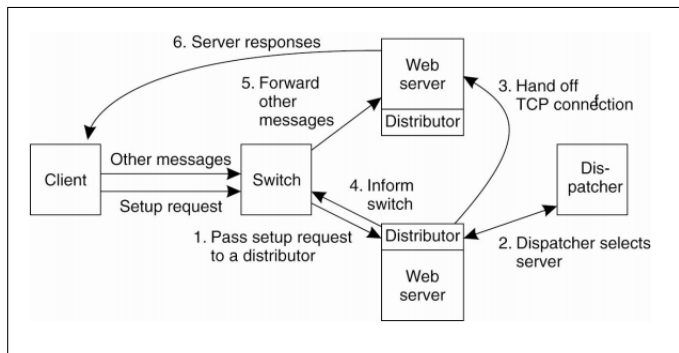 6. Server responses
Web
server
Distributor
5. Forward
other
messages
3. Hand off
TCP connection
Client
Other messages
Setup request
Switch
4. Inform
switch
Dis-
patcher
1. Pass setup request
to a distributor
Distributor
Web
server
2. Dispatcher selects
server